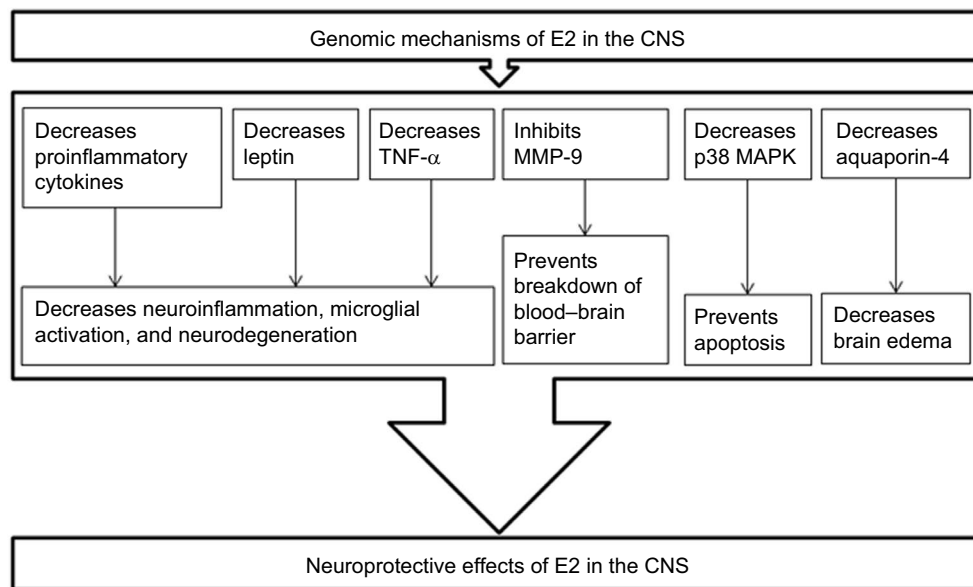 Genomic mechanisms of E2 in the CNS
Decreases
proinflammatory
cytokines
Decreases
leptin
Decreases
TNF-α
Inhibits
MMP-9
Decreases
p38 MAPK
Decreases
aquaporin-4
Decreases neuroinflammation, microglial
activation, and neurodegeneration
Prevents
breakdown of
blood–brain
barrier
Prevents
apoptosis
Decreases
brain edema
Neuroprotective effects of E2 in the CNS